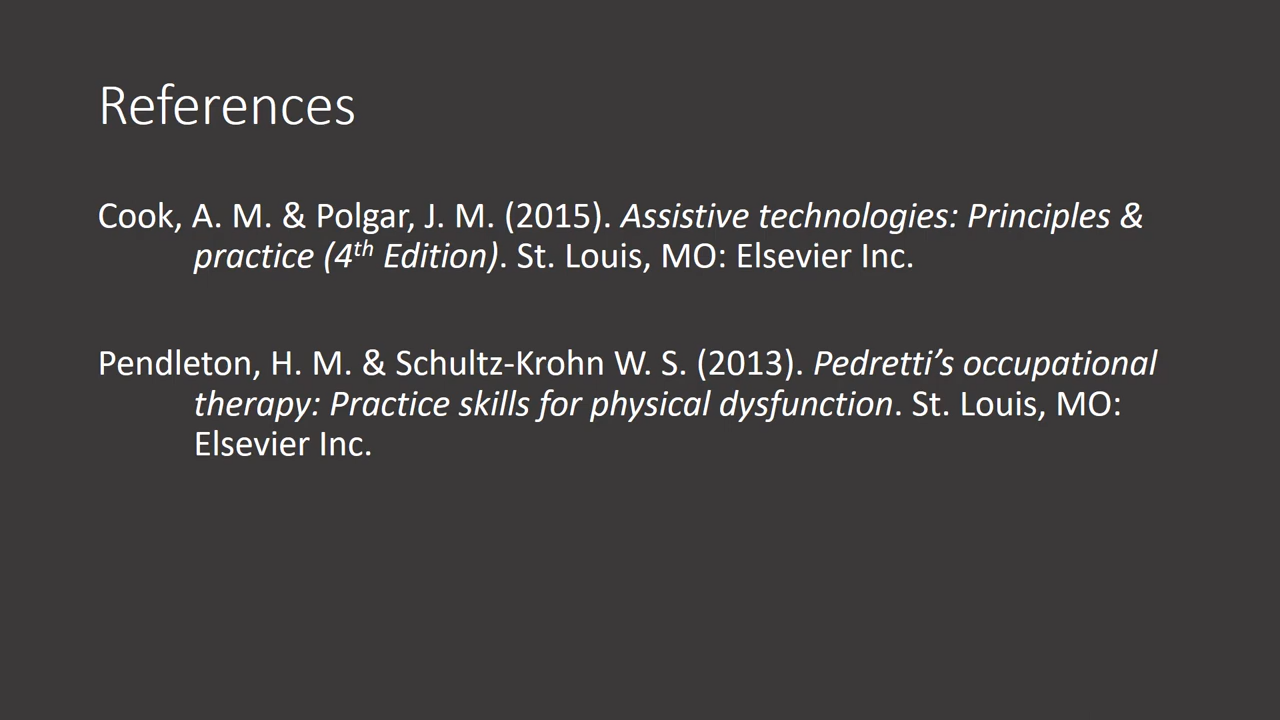 References
Cook, A. M. & Polgar, J. M. (2015). Assistive technologies: Principles &
practice (4th Edition). St. Louis, MO: Elsevier Inc.
Pendleton, H. M. & Schultz-Krohn W. S. (2013). Pedretti’s occupational
therapy: Practice skills for physical dysfunction. St. Louis, MO:
Elsevier Inc.